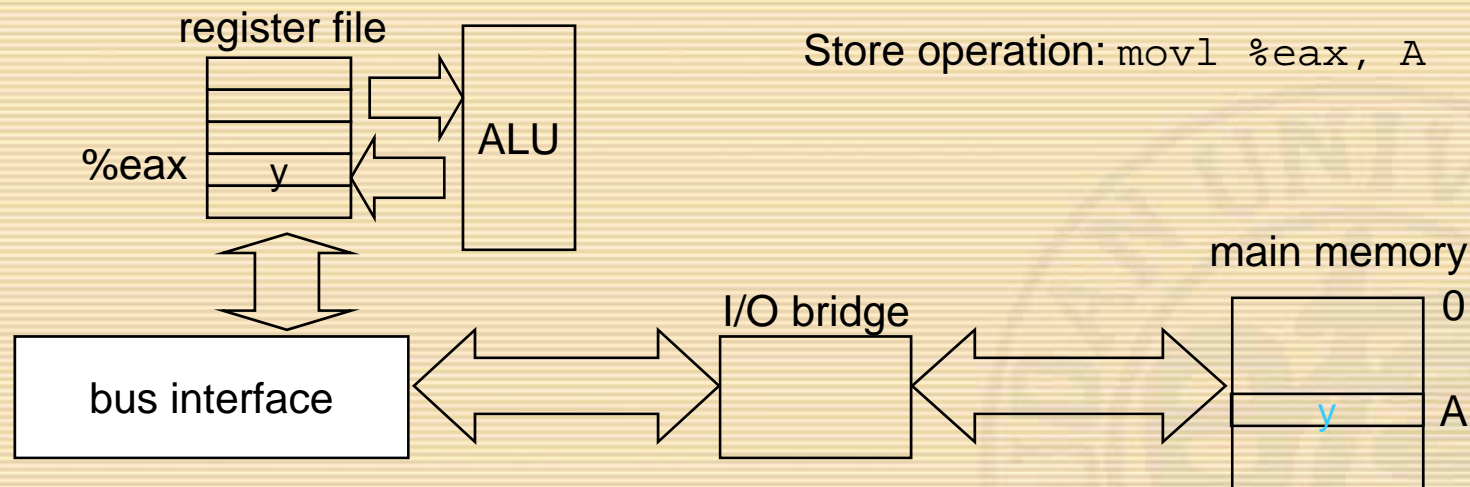 register file
Store operation: movl %eax, A
ALU
%eax
y
main memory
0
I/O bridge
bus interface
y
A